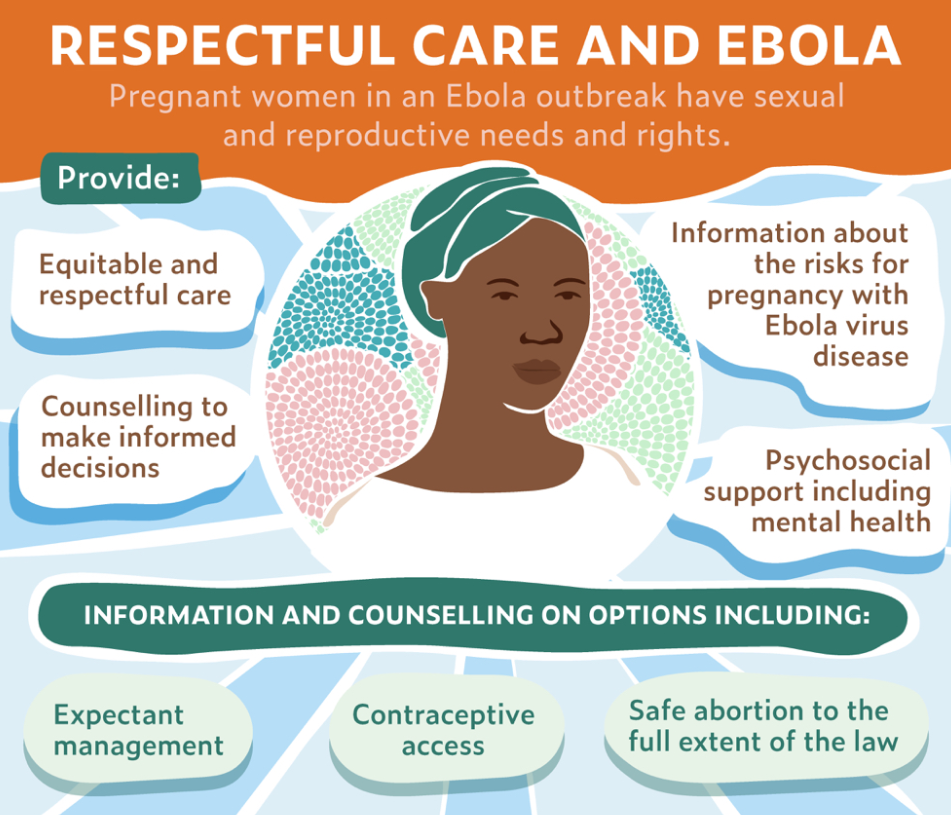 RESPECTFUL CARE AND EBOLA
Pregnant women in an Ebola outbreak have sexual
and reproductive needs and rights.
Provide:
Equitable and
respectful care
Counselling to
make informed
decisions
Information about
the risks for
pregnancy with
Ebola virus
disease
Psychosocial
support including
mental health
INFORMATION AND COUNSELLING ON OPTIONS INCLUDING:
Expectant
management
Contraceptive
access
Safe abortion to the
full extent of the law